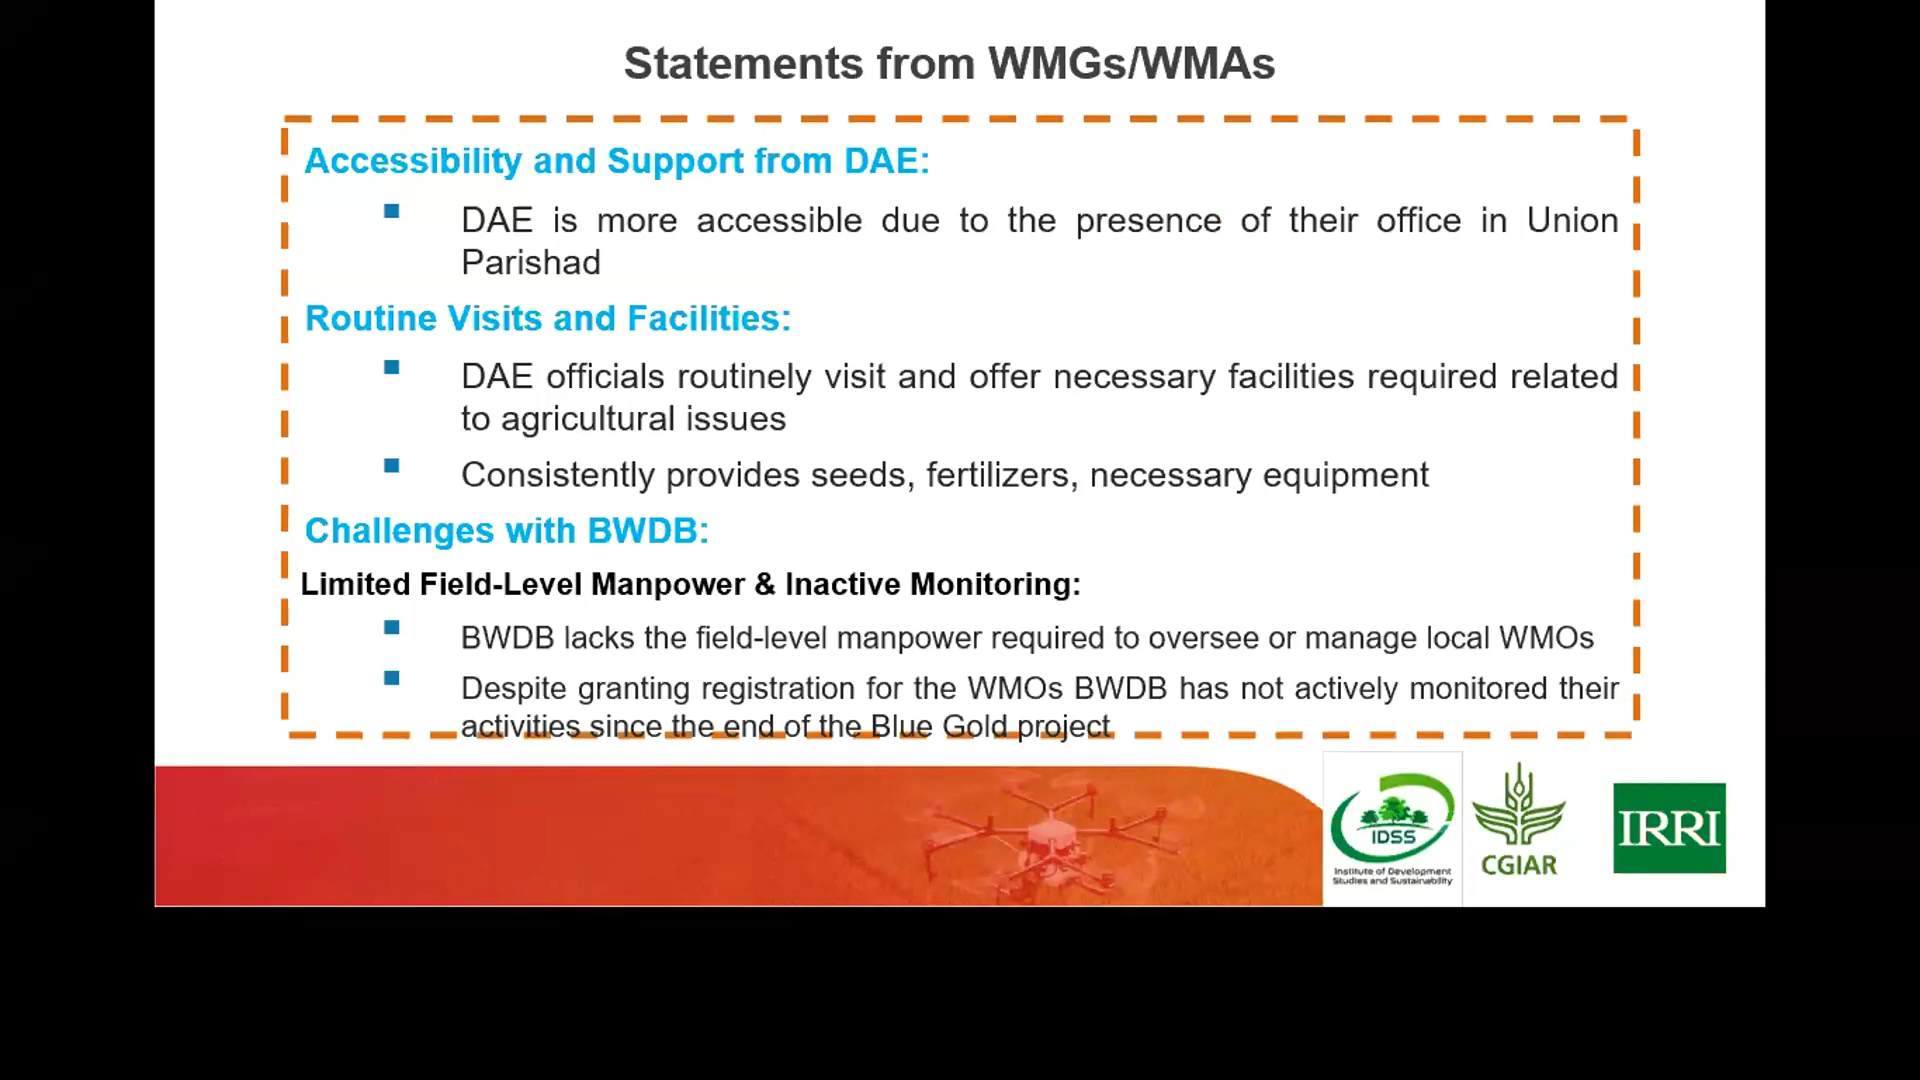 Statements from WMGs/WMAs
Accessibility and Support from DAE:
DAE is more accessible due to the presence of their office in Union
Parishad
Routine Visits and Facilities:
DAE officials routinely visit and offer necessary facilities required related
to agricultural issues
Consistently provides seeds, fertilizers, necessary equipment
Challenges with BWDB:
Limited Field-Level Manpower & Inactive Monitoring:
BWDB lacks the field-level manpower required to oversee or manage local WMOs
Despite granting registration for the WMOs BWDB has not actively monitored their
activities since the end of the Blue Gold project
IDSS
Institute of Development
Studies and Sustainability
CGIAR
IRRI